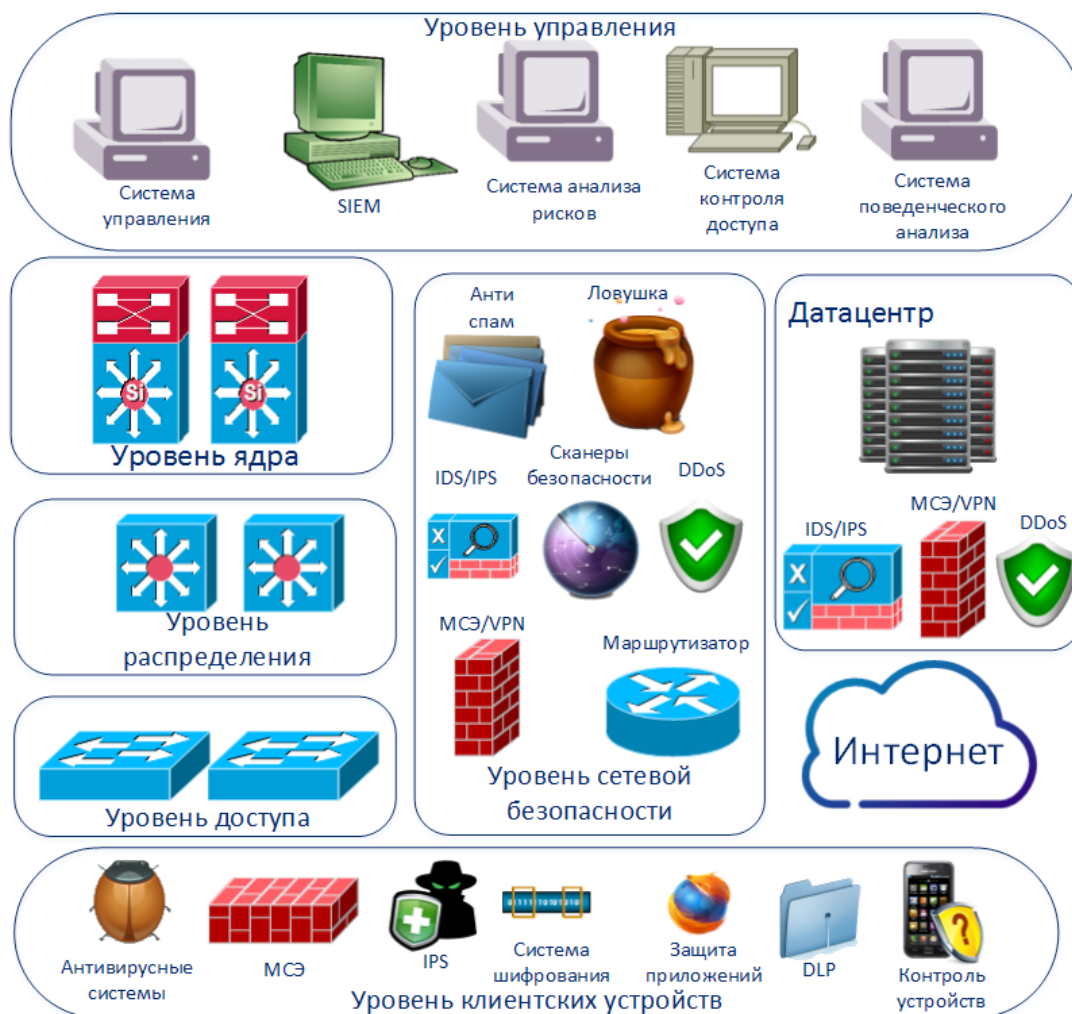 Уровень управления
Система
управления
SIEM
Система анализа
рисков
Система
контроля
доступа
Система
поведенческого
анализа
Si
Si
Уровень ядра
Уровень
распределения
Уровень доступа
Анти
спам
Ловушка
IDS/IPS
Сканеры
безопасности
DDoS
X
МСЭ/VPN
Маршрутизатор
Уровень сетевой
безопасности
Датацентр
IDS/IPS
МСЭ/VPN
DDoS
X
Интернет
Антивирусные
системы
МСЭ
IPS
Система
шифрования
Защита
приложений
DLP
?
Контроль
устройств
Уровень клиентских устройств